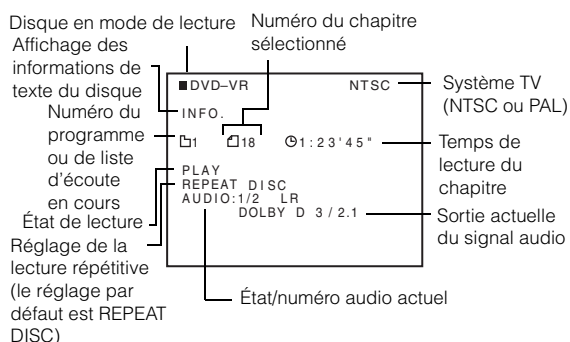 Disque en mode de lecture
Affichage des
informations de
texte du disque
Numéro du
programme
ou de liste
d'écoute
en cours
État de lecture
Réglage de la
lecture répétitive
(le réglage par
défaut est REPEAT
DISC)
Numéro du chapitre
sélectionné
DVD–VR NTSC
INFO.
1 18 1:23'45"
PLAY
REPEAT DISC
AUDIO:1/2 LR
DOLBY D 3/2.1
Système TV
(NTSC ou PAL)
Temps de
lecture du
chapitre
Sortie actuelle
du signal audio
État/numéro audio actuel